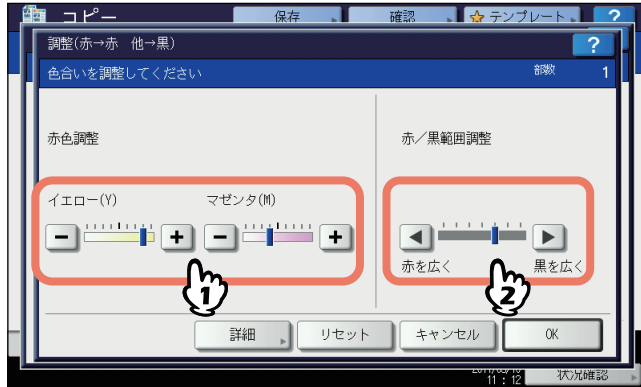 コピー 保存 確認 テンプレート ?
調整(赤→赤 他→黒) ?
色合いを調整してください 部数 1
赤色調整 赤/黒範囲調整
イエロー(Y) マゼンタ(M)
− + − +
赤を広く 黒を広く
1 2
詳細 リセット キャンセル OK
11:12 状況確認